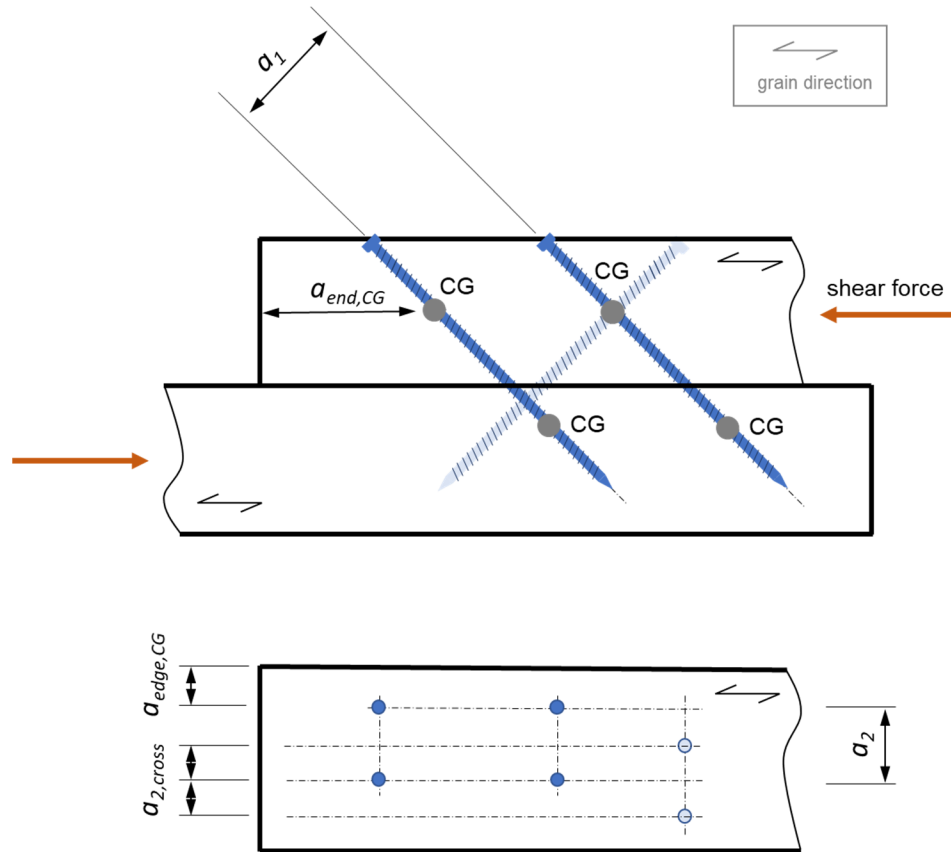 a1
grain direction
CG
CG
aend,CG
shear force
CG
CG
aedge,CG
a2,cross
a2